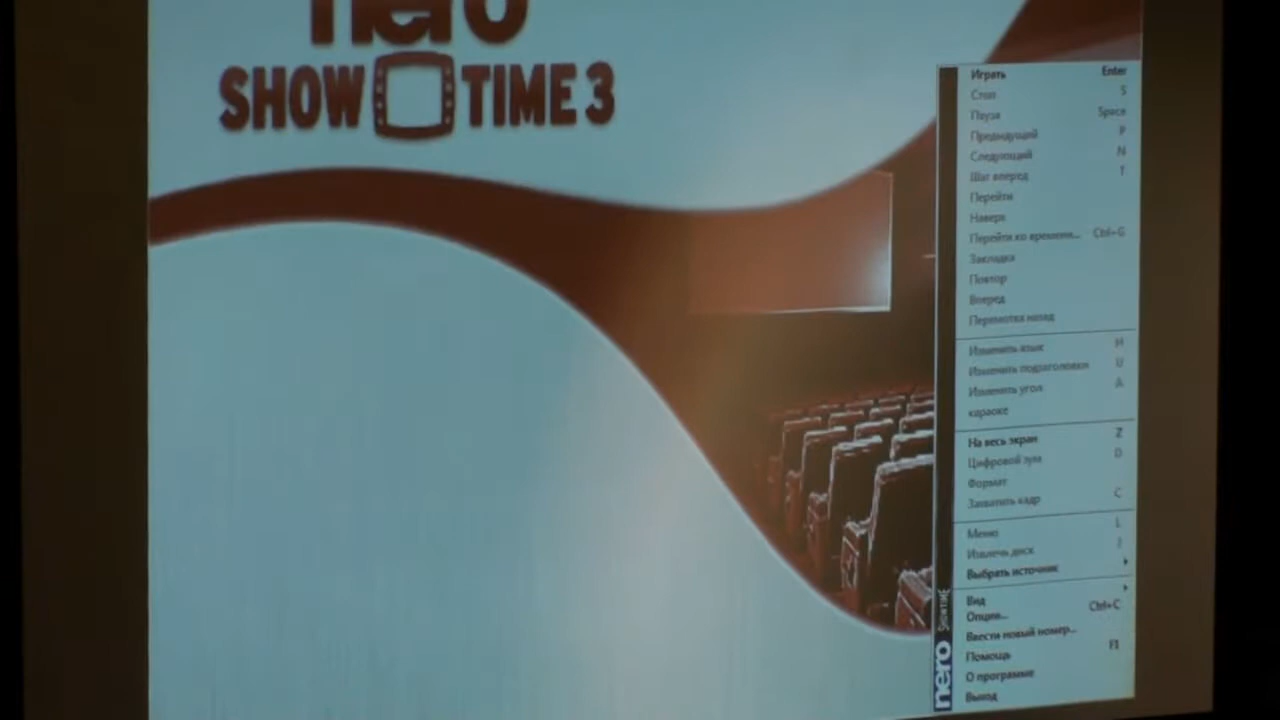 nero
SHOW TIME 3
Играть Enter
Стоп S
Пауза Space
Предыдущий P
Следующий N
Шаг вперед T
Перейти
Наверх
Перейти ко времени... Ctrl+G
Закладка
Повтор
Вперед
Перемотка назад
Изменить язык H
Изменить подзаголовки U
Изменить угол A
караоке
На весь экран Z
Цифровой зум D
Формат
Захватить кадр C
Меню L
Извлечь диск J
Выбрать источник
Вид
Опции... Ctrl+C
Ввести новый номер...
Помощь F1
О программе
Выход
nero SHOWTIME